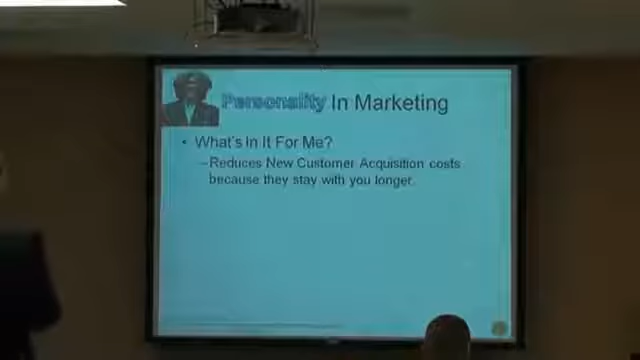 Personality In Marketing
• What's In It For Me?
–Reduces New Customer Acquisition costs
because they stay with you longer.